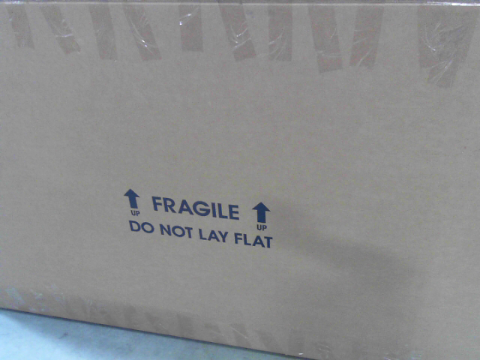 FRAGILE
UP UP
DO NOT LAY FLAT